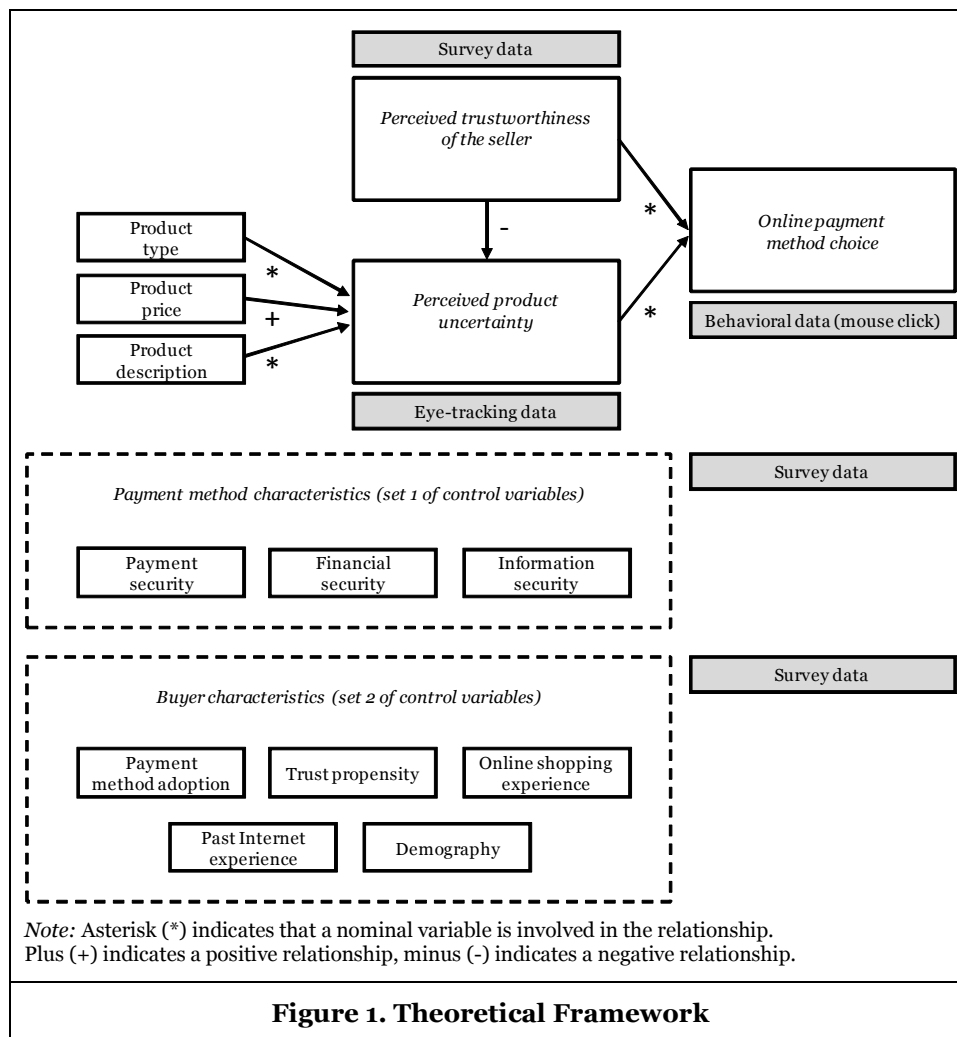 Survey data
Perceived trustworthiness
of the seller
*
Online payment
method choice
Product
type
-
*
Product
price
Perceived product
uncertainty
*
+
Behavioral data (mouse click)
Product
description
*
Eye-tracking data
Payment method characteristics (set 1 of control variables)
Survey data
Payment
security
Financial
security
Information
security
Buyer characteristics (set 2 of control variables)
Survey data
Payment
method adoption
Trust propensity
Online shopping
experience
Past Internet
experience
Demography
Note: Asterisk (*) indicates that a nominal variable is involved in the relationship.
Plus (+) indicates a positive relationship, minus (-) indicates a negative relationship.
Figure 1. Theoretical Framework